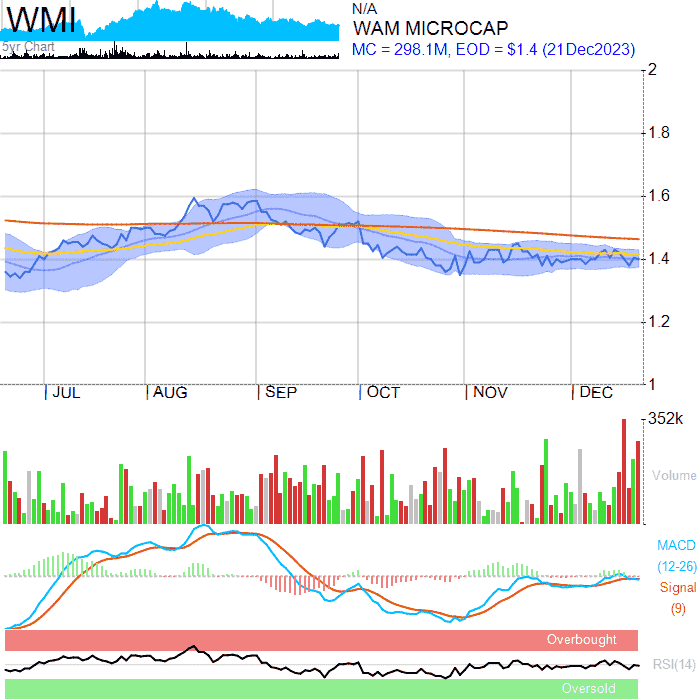 WMI
5yr Chart
N/A
WAM MICROCAP
MC = 298.1M, EOD = $1.4 (21Dec2023)
2
1.8
1.6
1.4
1.2
1
JUL AUG SEP OCT NOV DEC
352k
Volume
MACD
(12-26)
Signal
(9)
Overbought
RSI(14)
Oversold